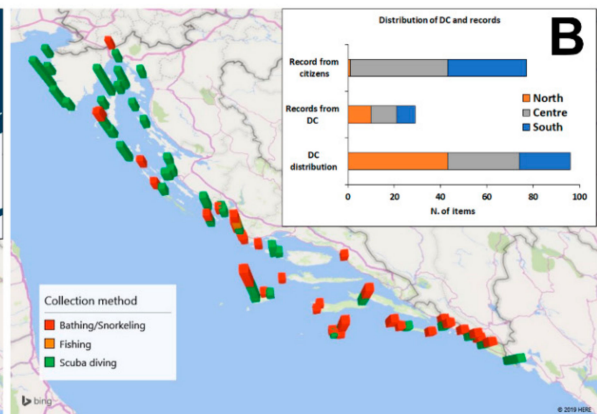 Distribution of DC and records
B
Record from
citizens
Records from
DC
DC
distribution
North
Centre
South
0 20 40 60 80 100
N. of items
Collection method
Bathing/Snorkeling
Fishing
Scuba diving
bing
© 2019 HERE